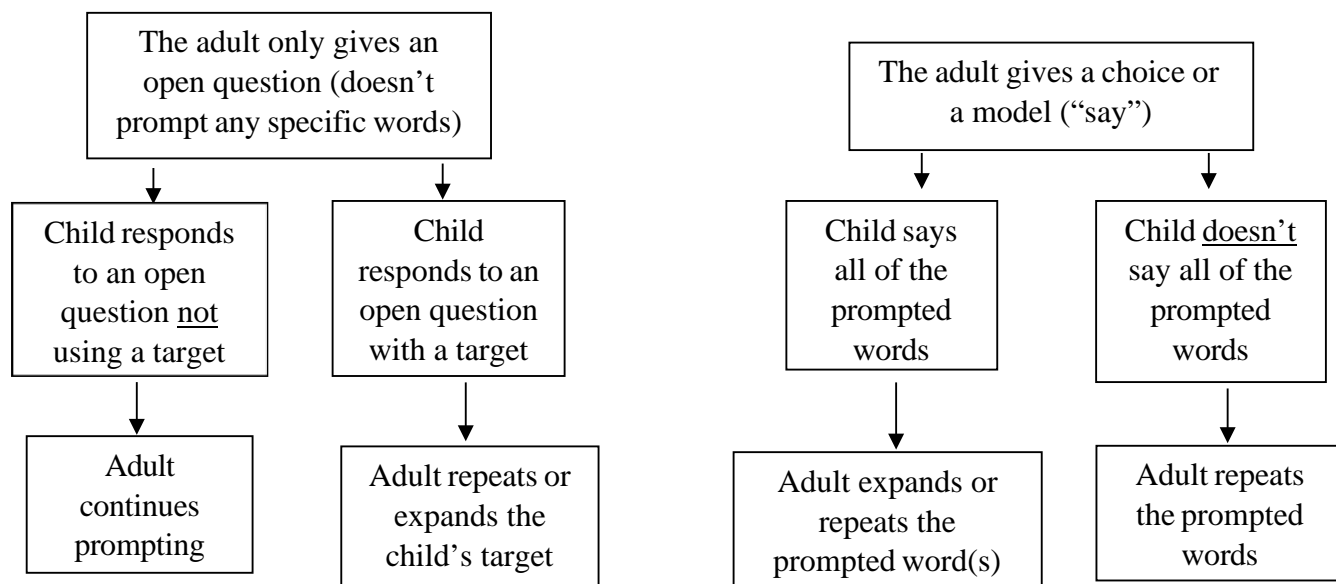 The adult only gives an
open question (doesn’t
prompt any specific words)
The adult gives a choice or
a model (“say”)
Child responds
to an open
question not
using a target
Child
responds to an
open question
with a target
Child says
all of the
prompted
words
Child doesn’t
say all of the
prompted
words
Adult
continues
prompting
Adult repeats or
expands the
child’s target
Adult expands or
repeats the
prompted word(s)
Adult repeats
the prompted
words